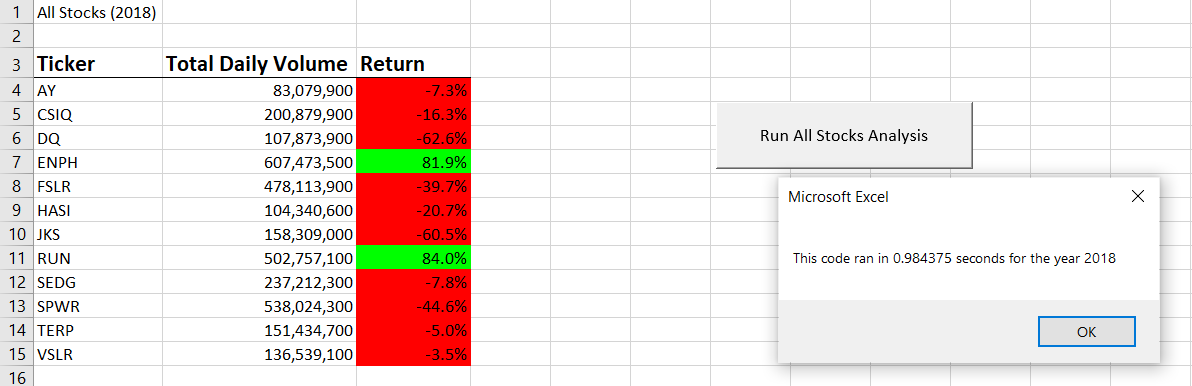 1 All Stocks (2018)
2
3 Ticker Total Daily Volume Return
4 AY 83,079,900 -7.3%
5 CSIQ 200,879,900 -16.3%
6 DQ 107,873,900 -62.6%
Run All Stocks Analysis
7 ENPH 607,473,500 81.9%
8 FSLR 478,113,900 -39.7%
Microsoft Excel
9 HASI 104,340,600 -20.7%
10 JKS 158,309,000 -60.5%
11 RUN 502,757,100 84.0%
This code ran in 0.984375 seconds for the year 2018
12 SEDG 237,212,300 -7.8%
13 SPWR 538,024,300 -44.6%
14 TERP 151,434,700 -5.0%
OK
15 VSLR 136,539,100 -3.5%
16